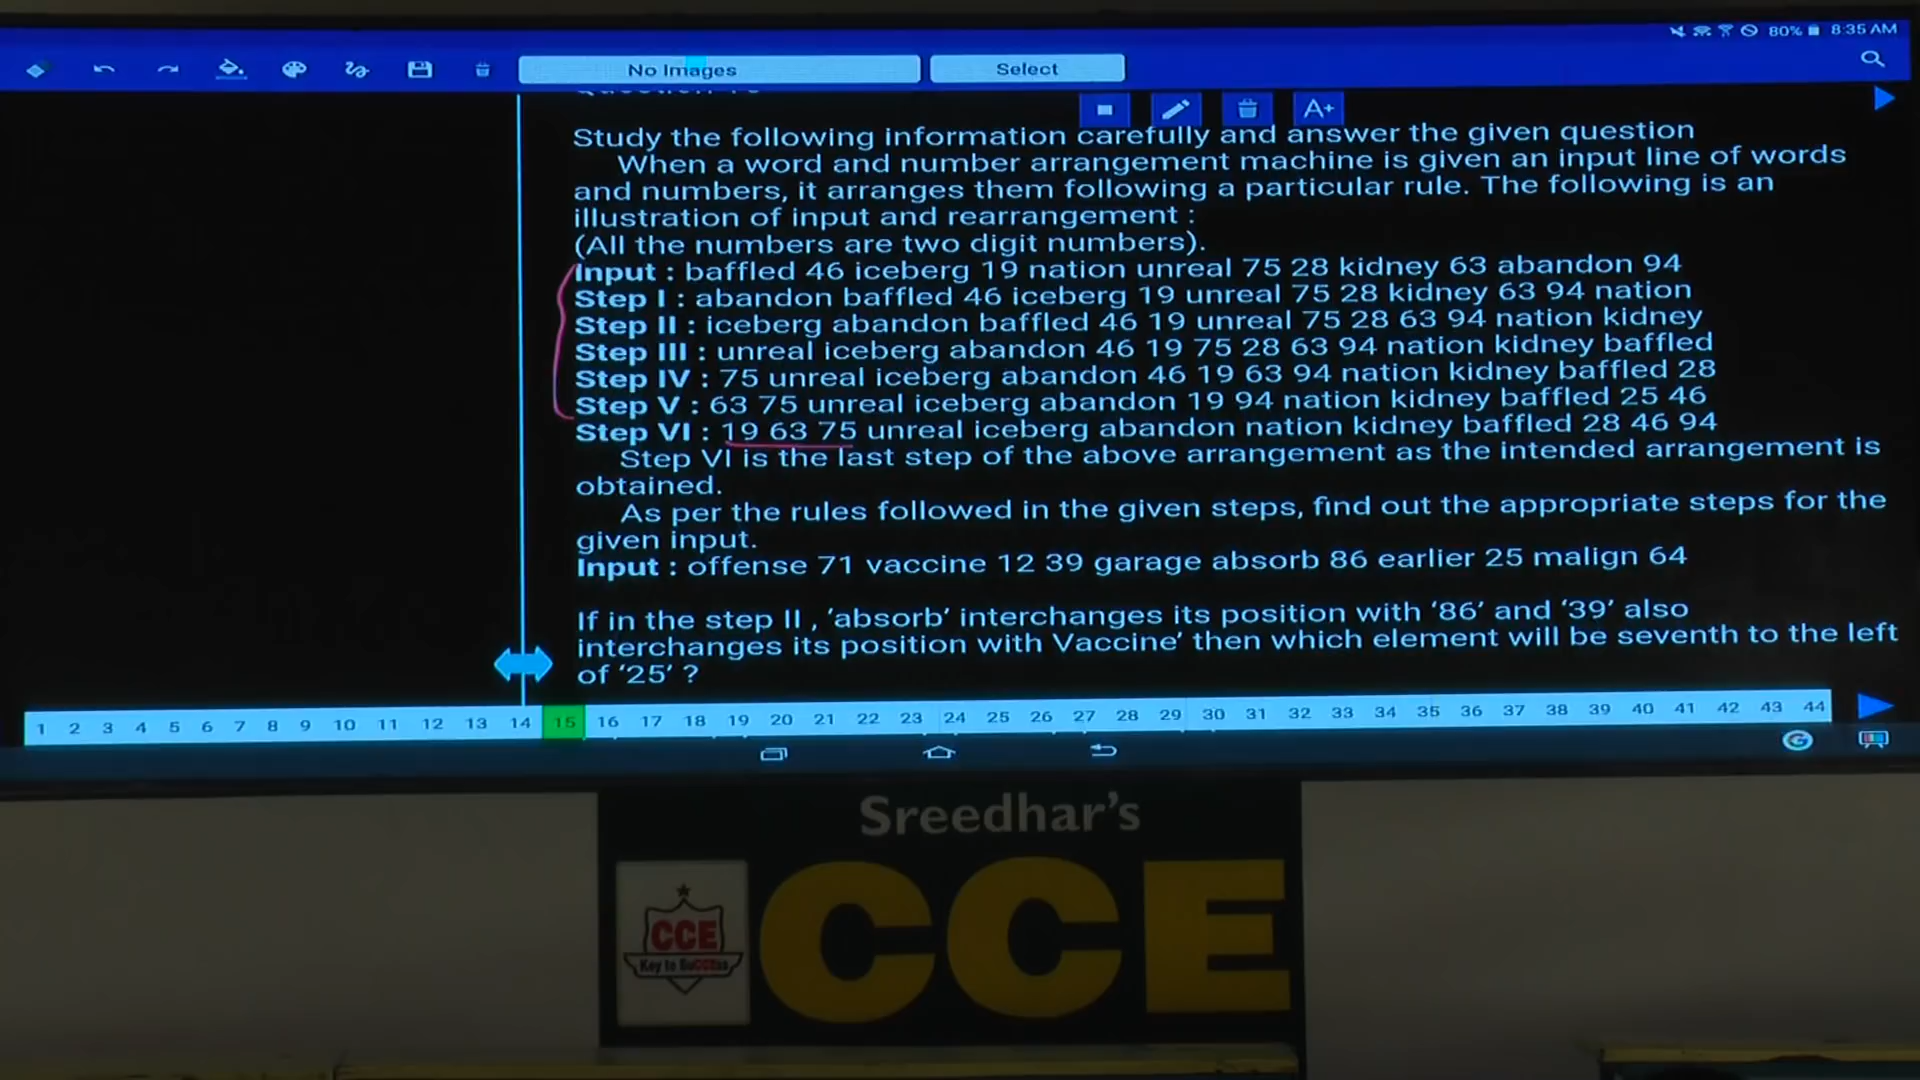 80% 8:35 AM
No Images Select
A+
Study the following information carefully and answer the given question
When a word and number arrangement machine is given an input line of words
and numbers, it arranges them following a particular rule. The following is an
illustration of input and rearrangement :
(All the numbers are two digit numbers).
Input : baffled 46 iceberg 19 nation unreal 75 28 kidney 63 abandon 94
Step I : abandon baffled 46 iceberg 19 unreal 75 28 kidney 63 94 nation
Step II : iceberg abandon baffled 46 19 unreal 75 28 63 94 nation kidney
Step III : unreal iceberg abandon 46 19 75 28 63 94 nation kidney baffled
Step IV : 75 unreal iceberg abandon 46 19 63 94 nation kidney baffled 28
Step V : 63 75 unreal iceberg abandon 19 94 nation kidney baffled 25 46
Step VI : 19 63 75 unreal iceberg abandon nation kidney baffled 28 46 94
Step VI is the last step of the above arrangement as the intended arrangement is
obtained.
As per the rules followed in the given steps, find out the appropriate steps for the
given input.
Input : offense 71 vaccine 12 39 garage absorb 86 earlier 25 malign 64
If in the step II , ‘absorb’ interchanges its position with ‘86’ and ‘39’ also
interchanges its position with Vaccine’ then which element will be seventh to the left
of ‘25’ ?
1 2 3 4 5 6 7 8 9 10 11 12 13 14 15 16 17 18 19 20 21 22 23 24 25 26 27 28 29 30 31 32 33 34 35 36 37 38 39 40 41 42 43 44
G
Sreedhar's
CCE
CCE
Key to SuCCEss